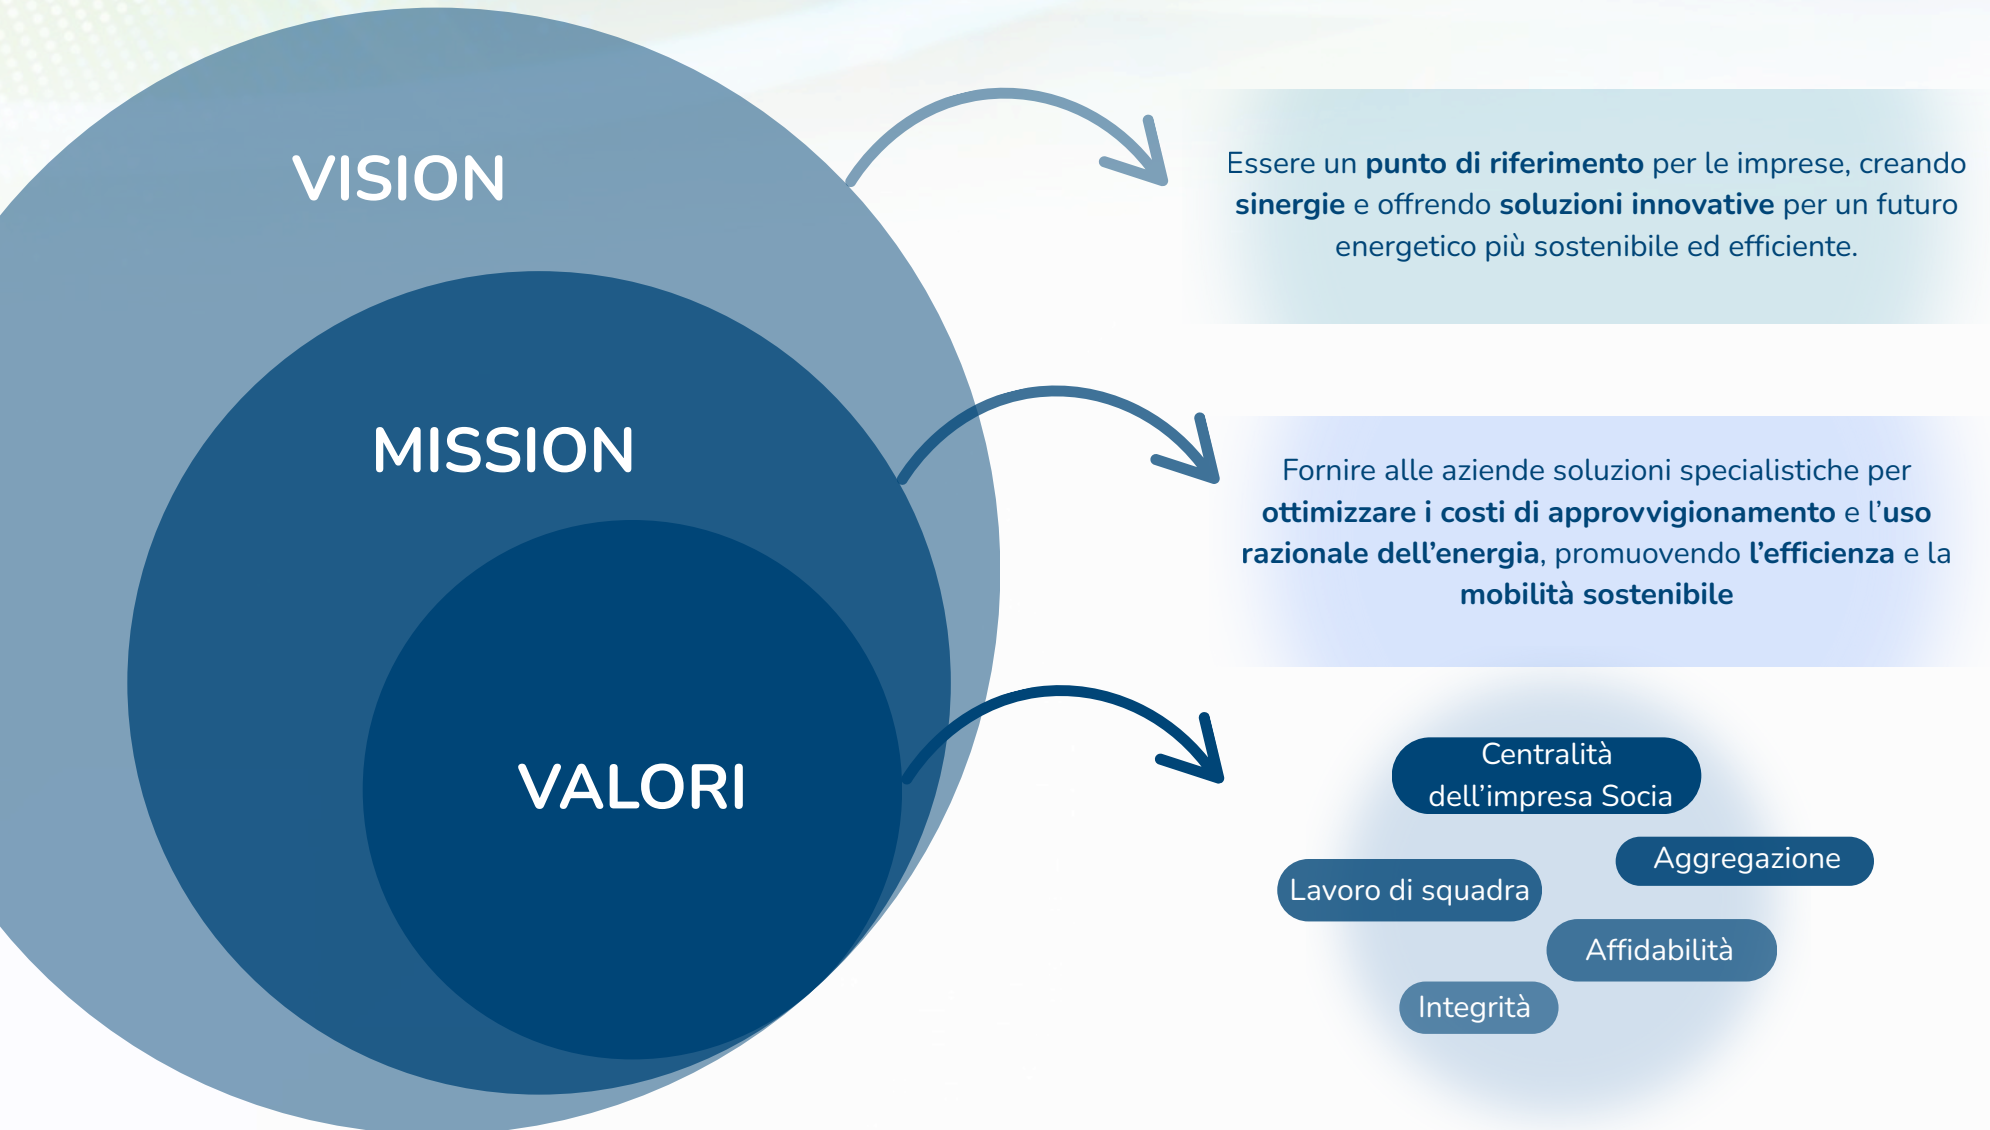 VISION
Essere un punto di riferimento per le imprese, creando
sinergie e offrendo soluzioni innovative per un futuro
energetico più sostenibile ed efficiente.
MISSION
Fornire alle aziende soluzioni specialistiche per
ottimizzare i costi di approvvigionamento e l’uso
razionale dell’energia, promuovendo l’efficienza e la
mobilità sostenibile
VALORI
Centralità
dell’impresa Socia
Aggregazione
Lavoro di squadra
Affidabilità
Integrità